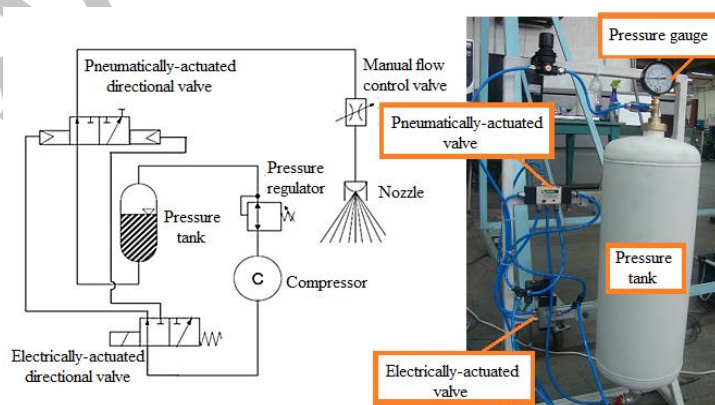 Pneumatically-actuated
directional valve
Manual flow
control valve
Pressure
regulator
Pressure
tank
Nozzle
C
Compressor
Electrically-actuated
directional valve
Pressure gauge
Pneumatically-actuated
valve
Pressure
tank
Electrically-actuated
valve